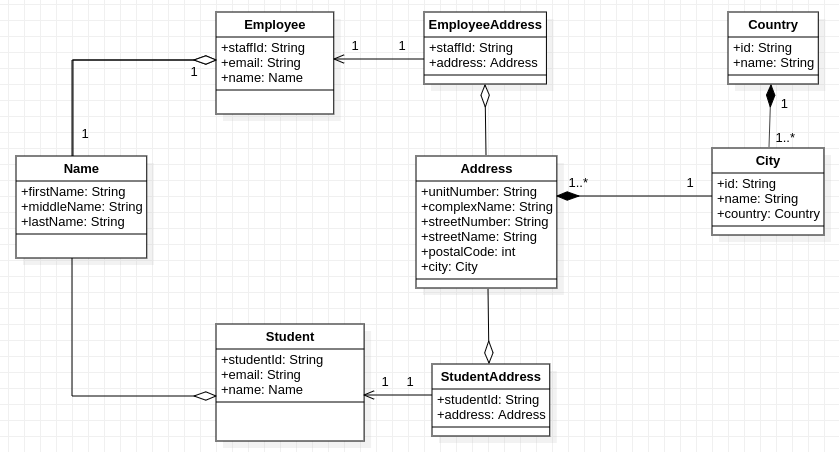 Employee
+staffId: String
+email: String
+name: Name
1
1
EmployeeAddress
+staffId: String
+address: Address
Country
+id: String
+name: String
1
1
1
1..*
Name
+firstName: String
+middleName: String
+lastName: String
Address
+unitNumber: String
+complexName: String
+streetNumber: String
+streetName: String
+postalCode: int
+city: City
1..*
1
City
+id: String
+name: String
+country: Country
Student
+studentId: String
+email: String
+name: Name
1
1
StudentAddress
+studentId: String
+address: Address